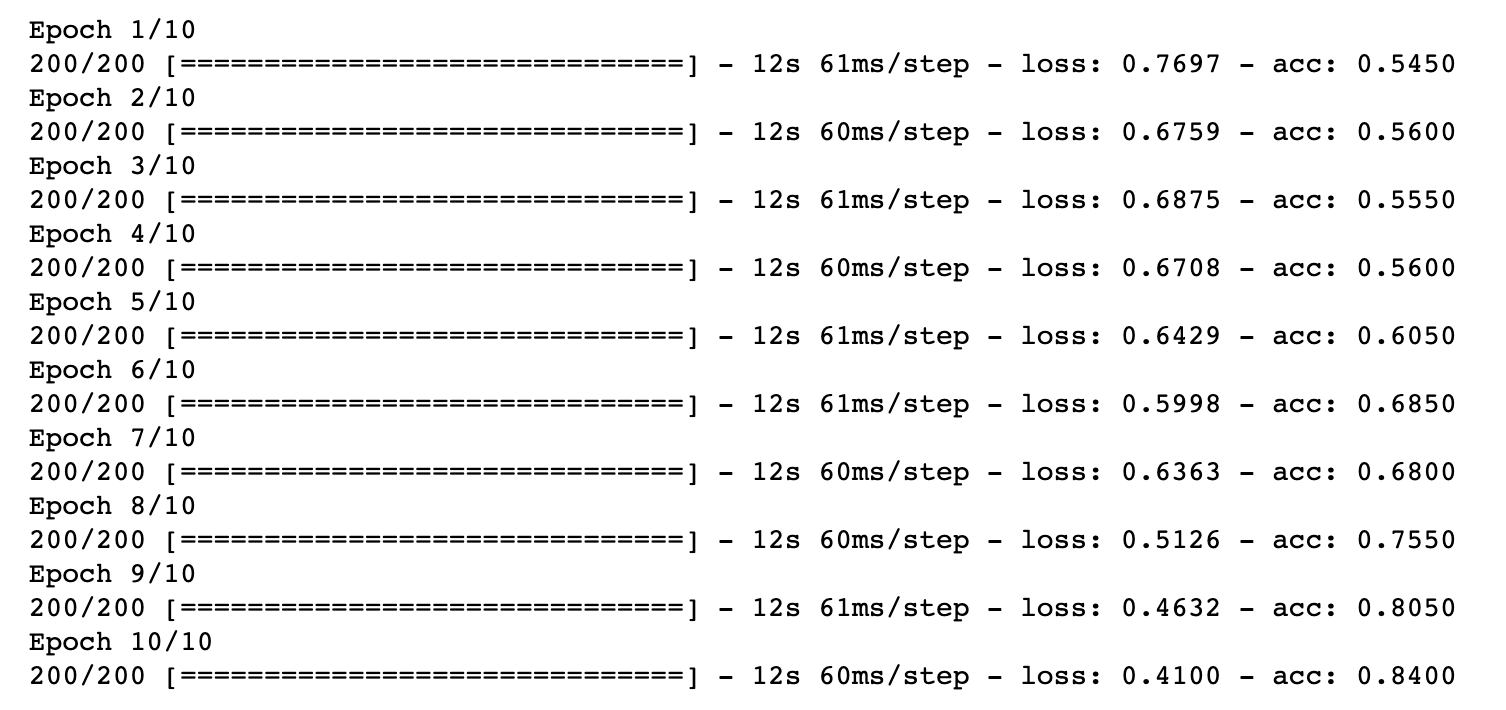 Epoch 1/10
200/200 [==============================] - 12s 61ms/step - loss: 0.7697 - acc: 0.5450
Epoch 2/10
200/200 [==============================] - 12s 60ms/step - loss: 0.6759 - acc: 0.5600
Epoch 3/10
200/200 [==============================] - 12s 61ms/step - loss: 0.6875 - acc: 0.5550
Epoch 4/10
200/200 [==============================] - 12s 60ms/step - loss: 0.6708 - acc: 0.5600
Epoch 5/10
200/200 [==============================] - 12s 61ms/step - loss: 0.6429 - acc: 0.6050
Epoch 6/10
200/200 [==============================] - 12s 61ms/step - loss: 0.5998 - acc: 0.6850
Epoch 7/10
200/200 [==============================] - 12s 60ms/step - loss: 0.6363 - acc: 0.6800
Epoch 8/10
200/200 [==============================] - 12s 60ms/step - loss: 0.5126 - acc: 0.7550
Epoch 9/10
200/200 [==============================] - 12s 61ms/step - loss: 0.4632 - acc: 0.8050
Epoch 10/10
200/200 [==============================] - 12s 60ms/step - loss: 0.4100 - acc: 0.8400